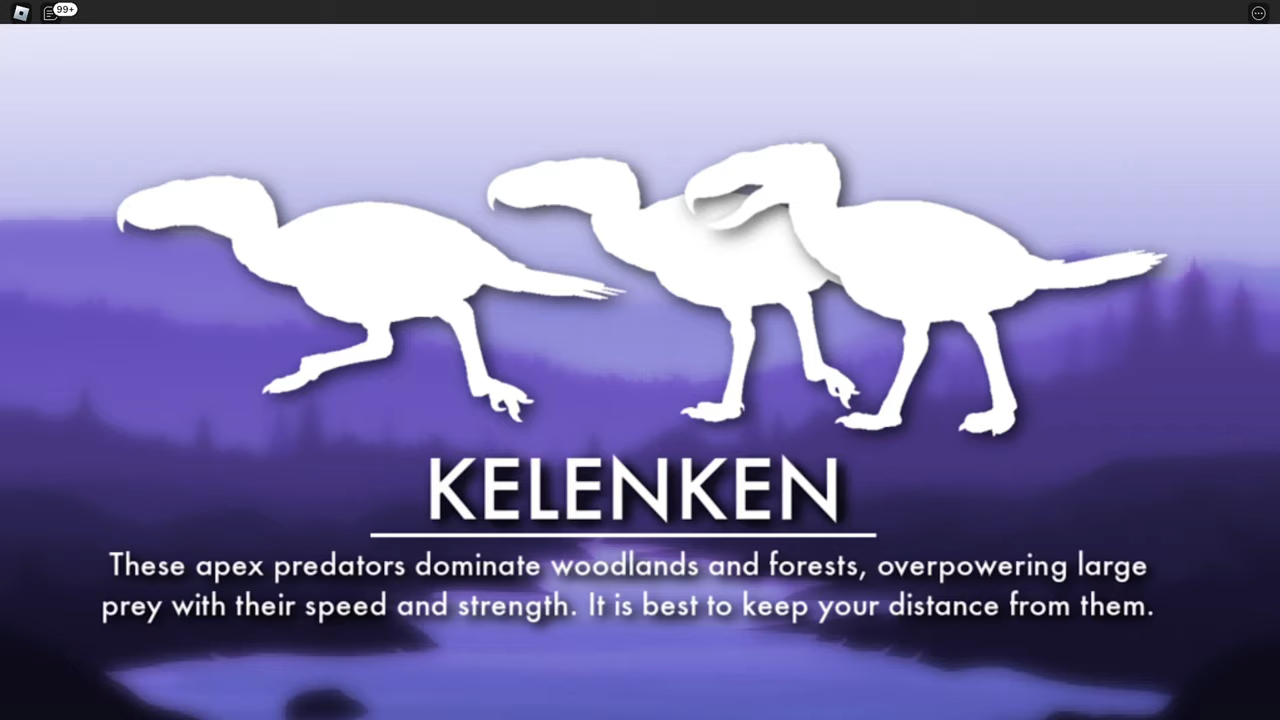 99+
KELENKEN
These apex predators dominate woodlands and forests, overpowering large
prey with their speed and strength. It is best to keep your distance from them.